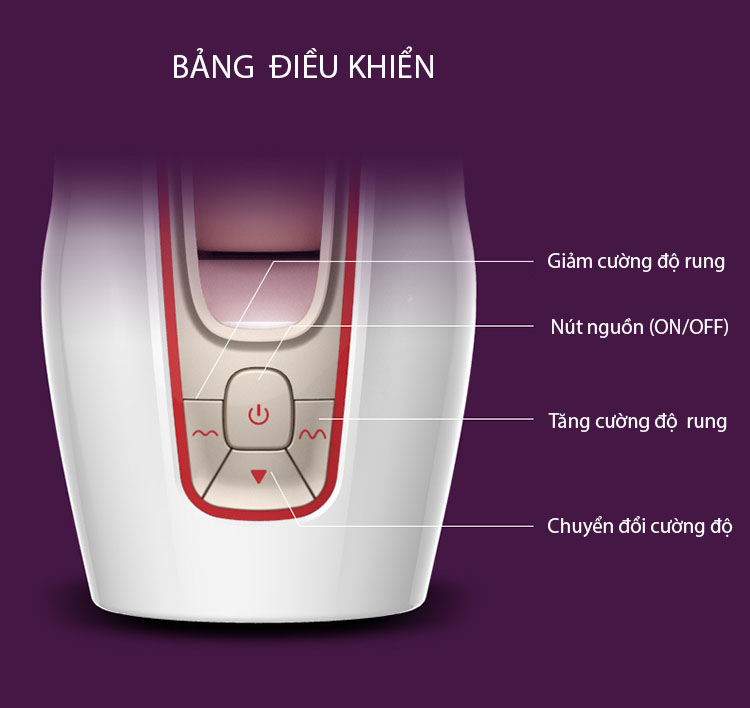 BẢNG ĐIỀU KHIỂN
Giảm cường độ rung
Nút nguồn (ON/OFF)
Tăng cường độ rung
Chuyển đổi cường độ